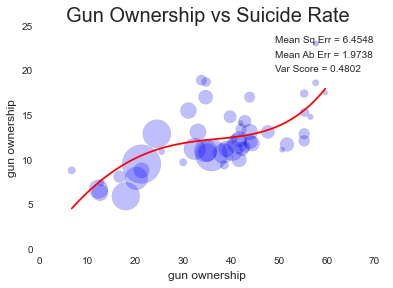 Gun Ownership vs Suicide Rate
25
Mean Sq Err = 6.4548
Mean Ab Err = 1.9738
Var Score = 0.4802
20
15
10
5
0
gun ownership
0 10 20 30 40 50 60 70
gun ownership